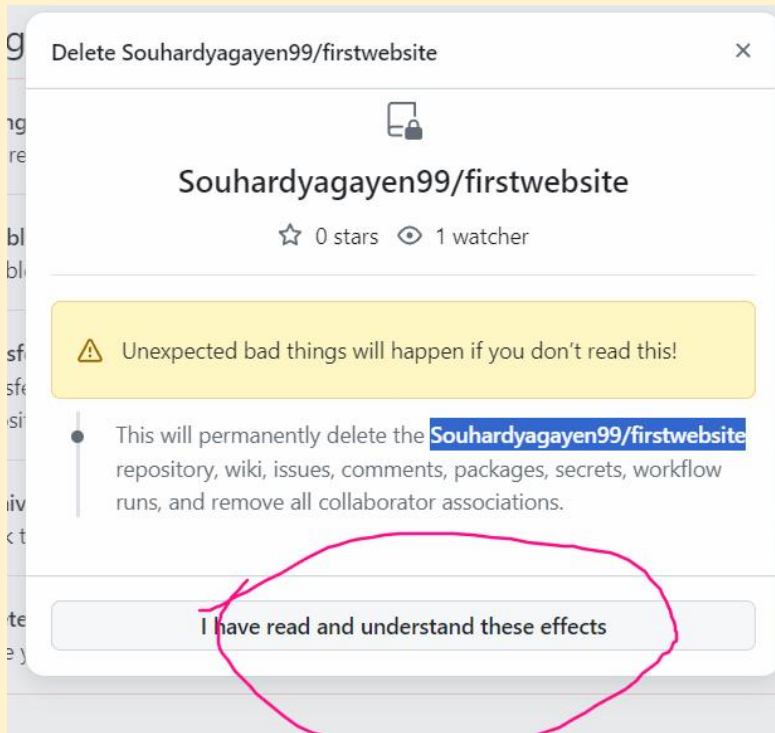 Delete Souhardyagayen99/firstwebsite
Souhardyagayen99/firstwebsite
0 stars 1 watcher
Unexpected bad things will happen if you don't read this!
This will permanently delete the Souhardyagayen99/firstwebsite
repository, wiki, issues, comments, packages, secrets, workflow
runs, and remove all collaborator associations.
I have read and understand these effects